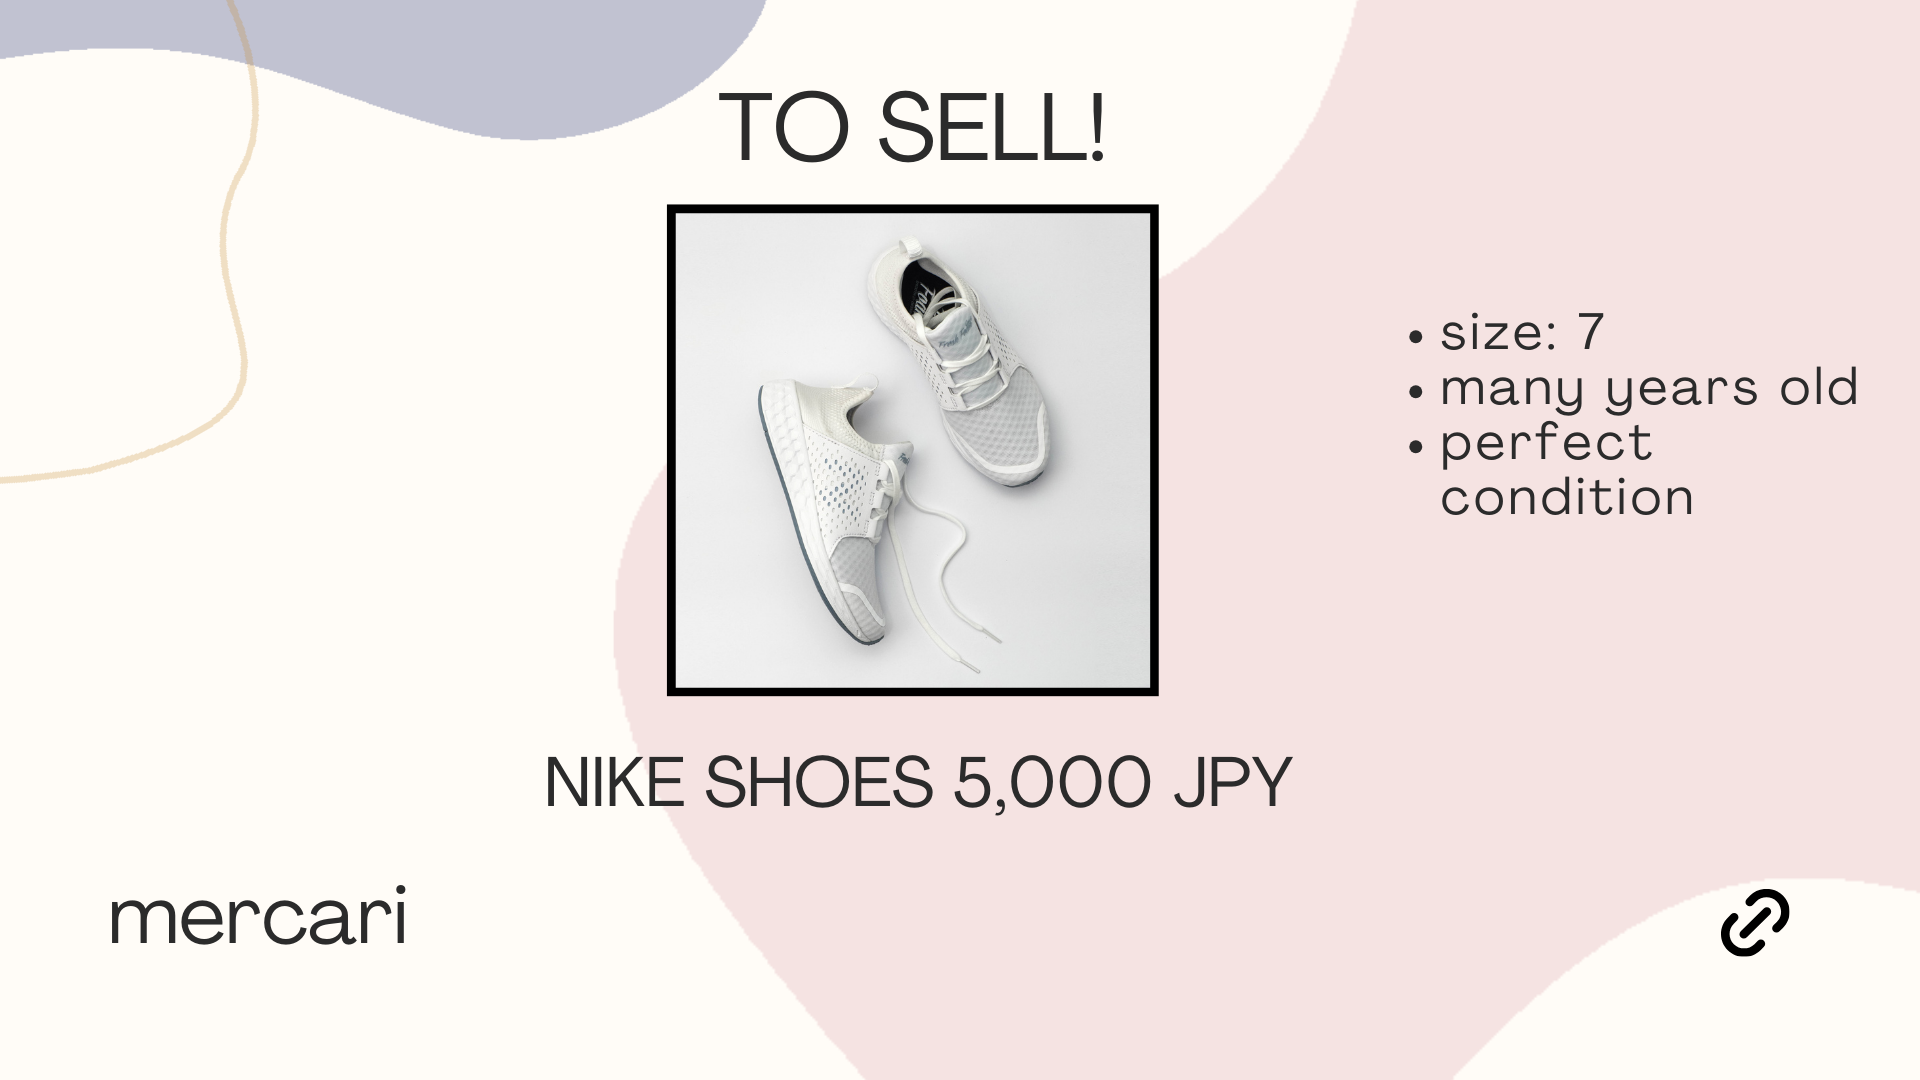 TO SELL!
size: 7
many years old
perfect
condition
NIKE SHOES 5,000 JPY
mercari